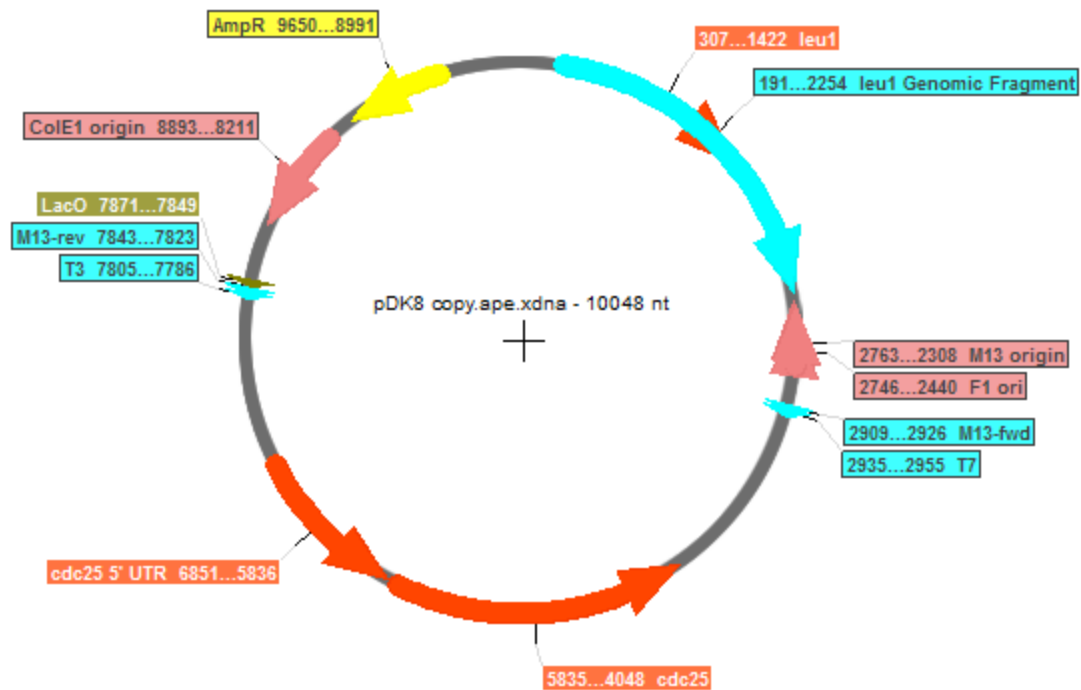 AmpR 9650...8991
307...1422 leu1
191...2254 leu1 Genomic Fragment
ColE1 origin 8893...8211
LacO 7871...7849
M13-rev 7843...7823
T3 7805...7786
pDK8 copy.ape.xdna - 10048 nt
2763...2308 M13 origin
2746...2440 F1 ori
2909...2926 M13-fwd
2935...2955 T7
cdc25 5' UTR 6851...5836
5835...4048 cdc25